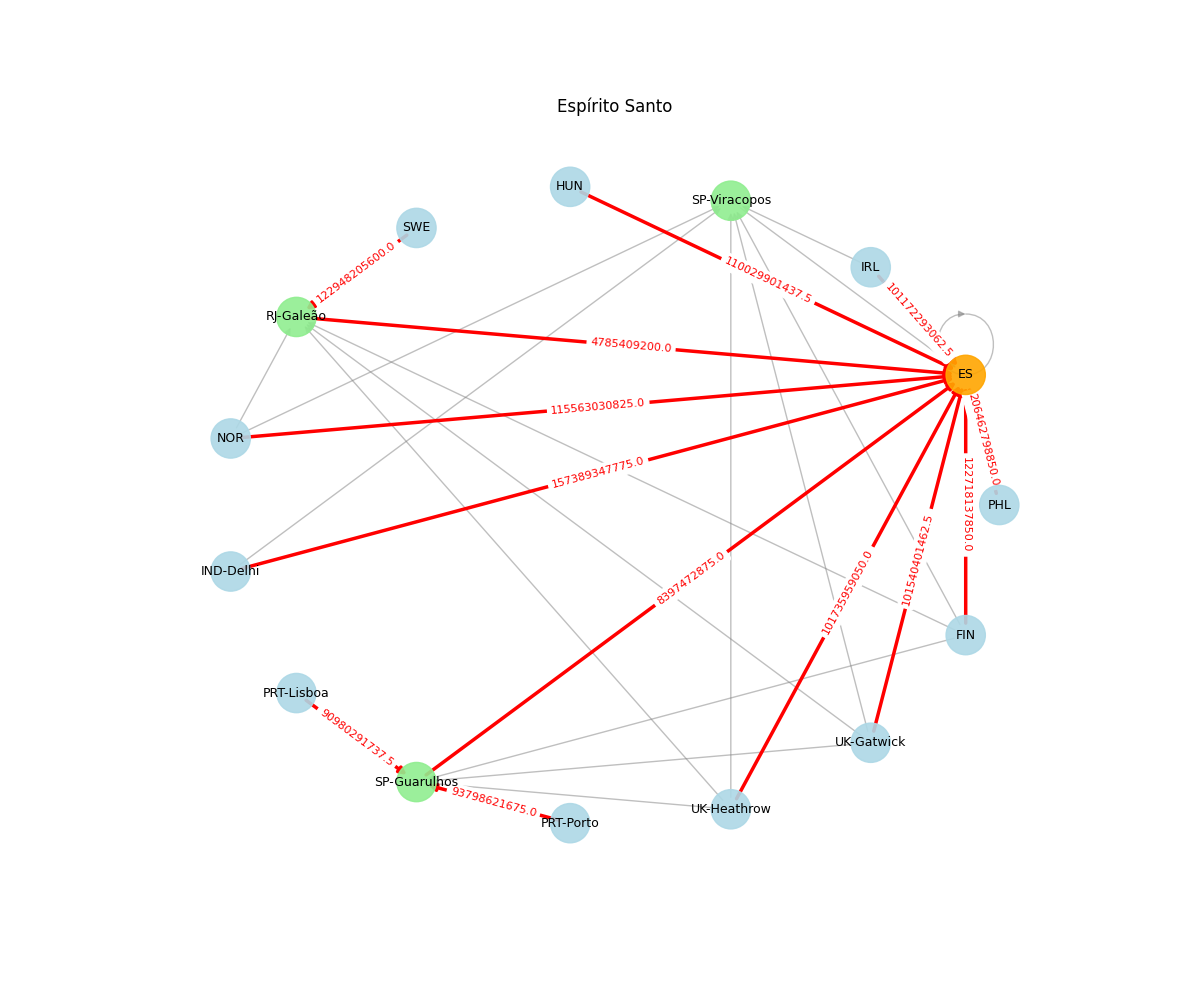 Espírito Santo
HUN
SP-Viracopos
SWE
122948205600.0
110029901437.5
IRL
101172293062.5
RJ-Galeão
4785409200.0
ES
115563030825.0
206462798850.0
NOR
157389347775.0
122718137850.0
PHL
IND-Delhi
8397472875.0
101735959050.0
101540401462.5
FIN
PRT-Lisboa
90980291737.5
UK-Gatwick
SP-Guarulhos
93798621675.0
UK-Heathrow
PRT-Porto